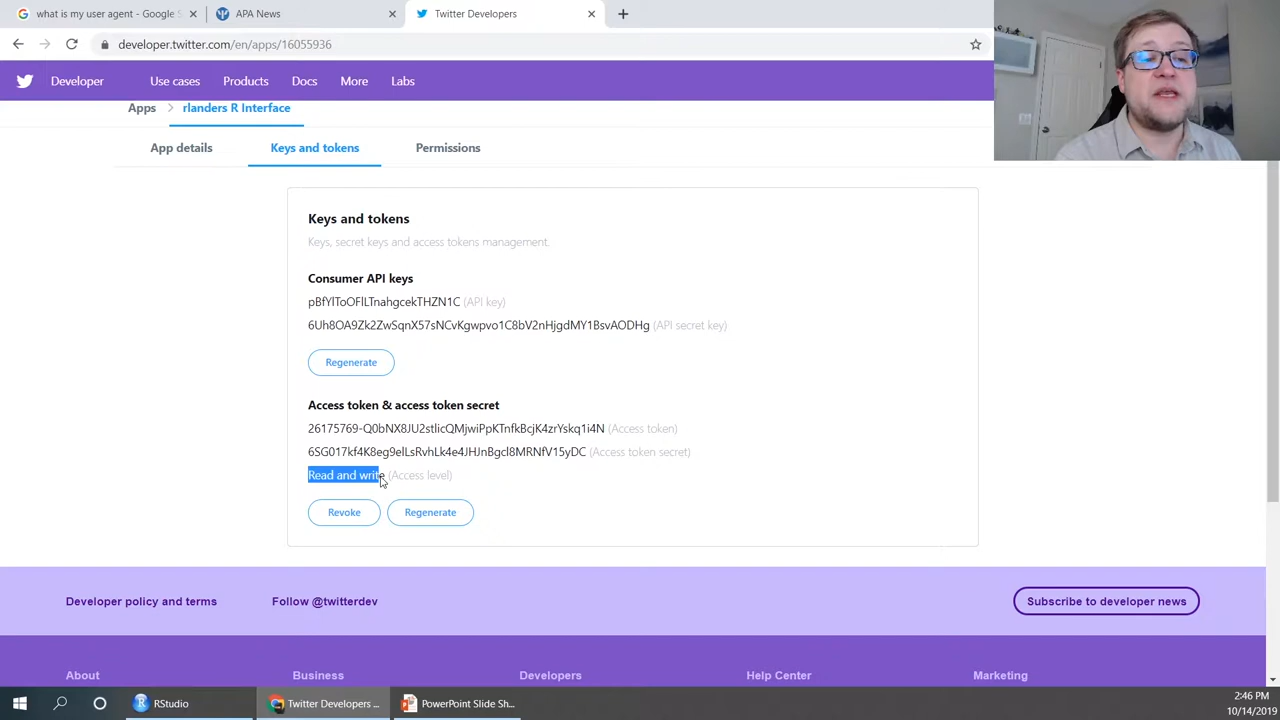 what is my user agent - Google S
APA News
Twitter Developers
developer.twitter.com/en/apps/16055936
Developer
Use cases
Products
Docs
More
Labs
Apps
rlanders R Interface
App details
Keys and tokens
Permissions
Keys and tokens
Keys, secret keys and access tokens management.
Consumer API keys
pBfYlToOFlLTnahgcekTHZN1C (API key)
6Uh8OA9Zk2ZwSqnX57sNCvKgwpvo1C8bV2nHjgdMY1BsvAODHg (API secret key)
Regenerate
Access token & access token secret
26175769-Q0bNX8JU2stlicQMjwiPpKTnfkBcjK4zrYskq1i4N (Access token)
6SG017kf4K8eg9elLsRvhLk4e4JHJnBgcl8MRNfV15yDC (Access token secret)
Read and write (Access level)
Revoke
Regenerate
Developer policy and terms
Follow @twitterdev
Subscribe to developer news
About
Business
Developers
Help Center
Marketing
RStudio
Twitter Developers ...
PowerPoint Slide Sh...
2:46 PM
10/14/2019